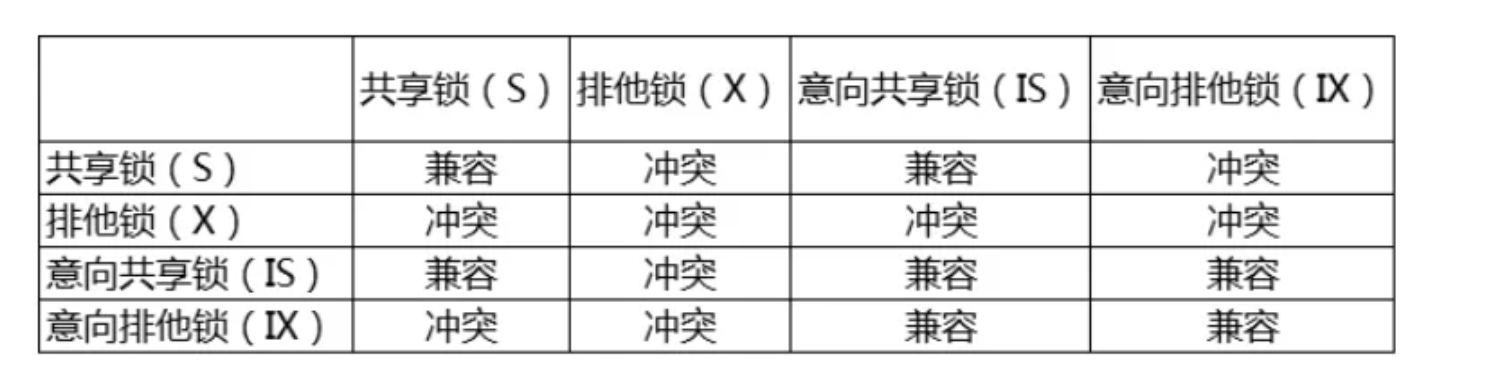 共享锁（S） 排他锁（X） 意向共享锁（IS） 意向排他锁（IX）
共享锁（S） 兼容 冲突 兼容 冲突
排他锁（X） 冲突 冲突 冲突 冲突
意向共享锁（IS） 兼容 冲突 兼容 兼容
意向排他锁（IX） 冲突 冲突 兼容 兼容